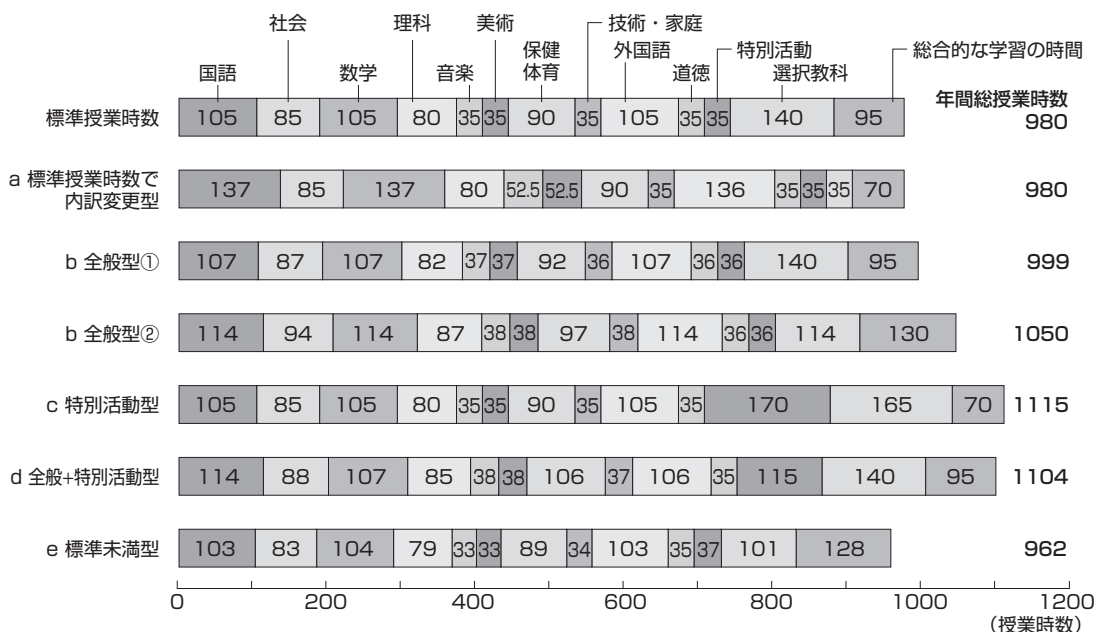 社会 理科 美術 技術・家庭
国語 数学 音楽 保健体育 外国語 道徳 特別活動 選択教科 総合的な学習の時間
年間総授業時数
標準授業時数 105 85 105 80 35 35 90 35 105 35 35 140 95 980
a 標準授業時数で
内訳変更型 137 85 137 80 52.5 52.5 90 35 136 35 35 35 70 980
b 全般型① 107 87 107 82 37 37 92 36 107 36 36 140 95 999
b 全般型② 114 94 114 87 38 38 97 38 114 36 36 114 130 1050
c 特別活動型 105 85 105 80 35 35 90 35 105 35 170 165 70 1115
d 全般+特別活動型 114 88 107 85 38 38 106 37 106 35 115 140 95 1104
e 標準未満型 103 83 104 79 33 33 89 34 103 35 37 101 128 962
0 200 400 600 800 1000 1200
(授業時数)